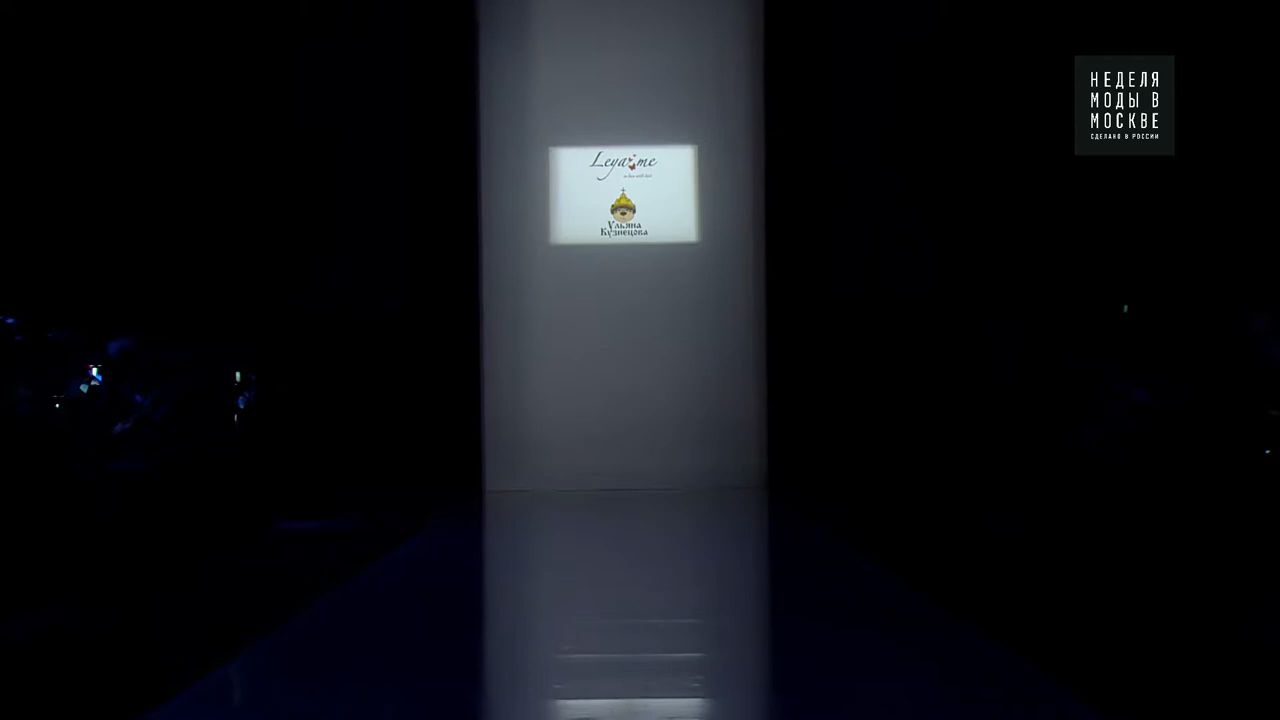 Leya.me
Ульяна
Кузнецова
НЕДЕЛЯ
МОДЫ В
МОСКВЕ
СДЕЛАНО В РОССИИ